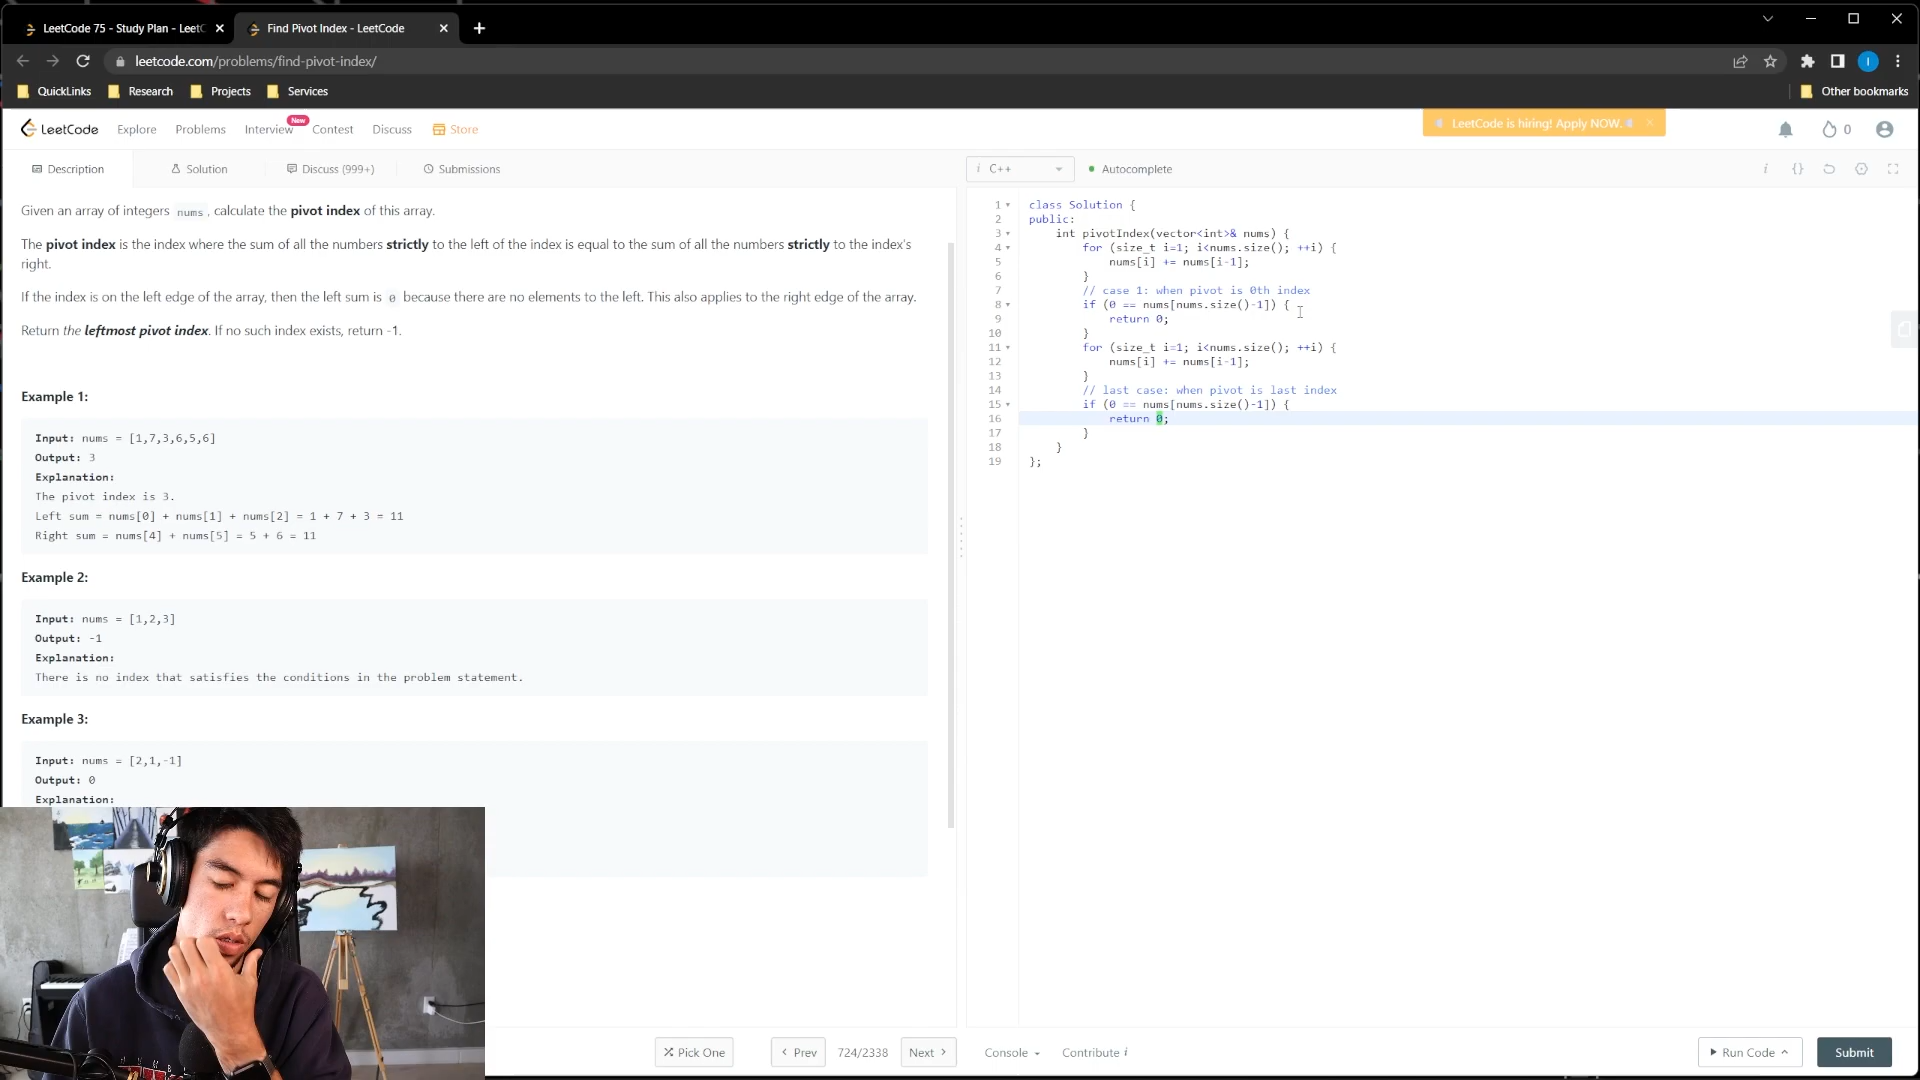 LeetCode 75 - Study Plan - LeetC
Find Pivot Index - LeetCode
leetcode.com/problems/find-pivot-index/
QuickLinks
Research
Projects
Services
Other bookmarks
LeetCode
Explore
Problems
Interview
New
Contest
Discuss
Store
LeetCode is hiring! Apply NOW.
0
Description
Solution
Discuss (999+)
Submissions
i C++
Autocomplete
Given an array of integers nums, calculate the pivot index of this array.
The pivot index is the index where the sum of all the numbers strictly to the left of the index is equal to the sum of all the numbers strictly to the index's
right.
If the index is on the left edge of the array, then the left sum is 0 because there are no elements to the left. This also applies to the right edge of the array.
Return the leftmost pivot index. If no such index exists, return -1.
Example 1:
Input: nums = [1,7,3,6,5,6]
Output: 3
Explanation:
The pivot index is 3.
Left sum = nums[0] + nums[1] + nums[2] = 1 + 7 + 3 = 11
Right sum = nums[4] + nums[5] = 5 + 6 = 11
Example 2:
Input: nums = [1,2,3]
Output: -1
Explanation:
There is no index that satisfies the conditions in the problem statement.
Example 3:
Input: nums = [2,1,-1]
Output: 0
Explanation:
1 class Solution {
2 public:
3 int pivotIndex(vector<int>& nums) {
4 for (size_t i=1; i<nums.size(); ++i) {
5 nums[i] += nums[i-1];
6 }
7 // case 1: when pivot is 0th index
8 if (0 == nums[nums.size()-1]) {
9 return 0;
10 }
11 for (size_t i=1; i<nums.size(); ++i) {
12 nums[i] += nums[i-1];
13 }
14 // last case: when pivot is last index
15 if (0 == nums[nums.size()-1]) {
16 return 0;
17 }
18 }
19 };
Pick One
Prev
724/2338
Next
Console
Contribute i
Run Code
Submit